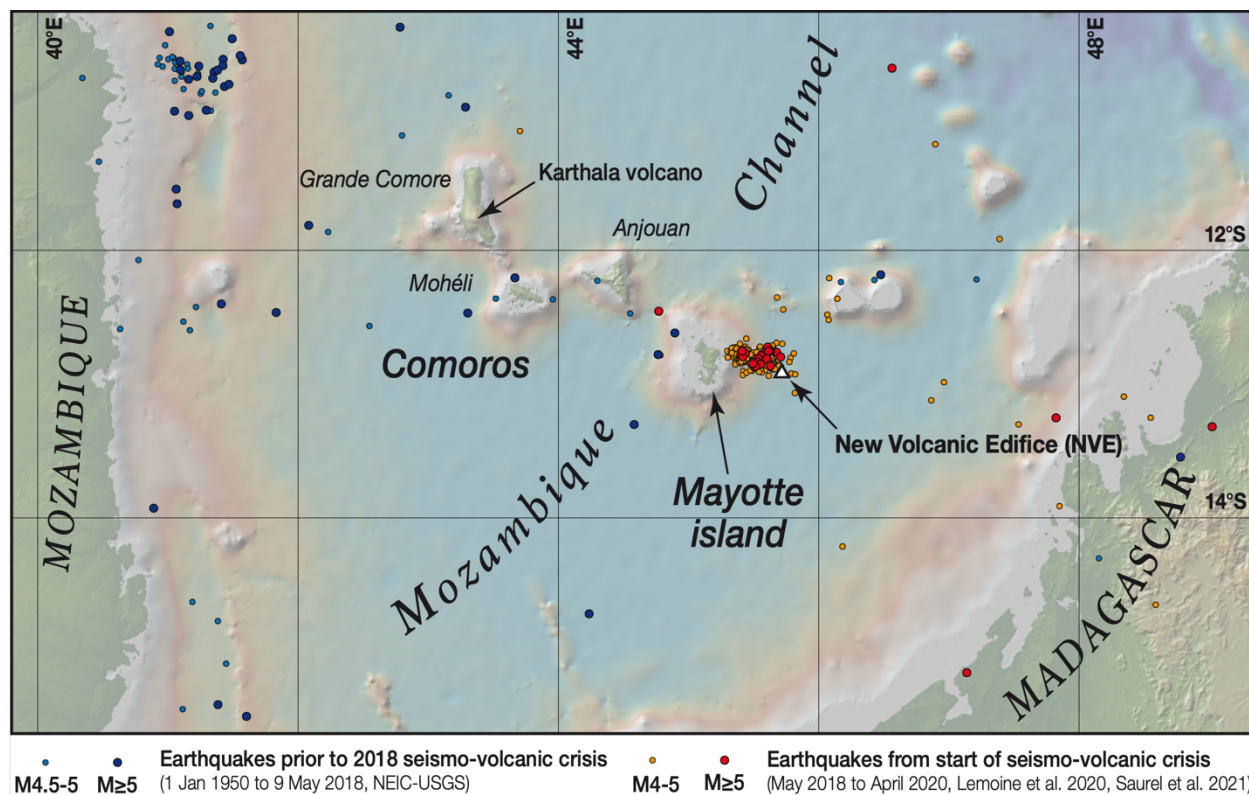 40°E
44°E
48°E
Channel
Grande Comore
Karthala volcano
Anjouan
12°S
Mohéli
MOZAMBIQUE
Comoros
New Volcanic Edifice (NVE)
Mozambique
Mayotte
island
14°S
MADAGASCAR
Earthquakes prior to 2018 seismo-volcanic crisis
M4.5-5 M≥5 (1 Jan 1950 to 9 May 2018, NEIC-USGS)
Earthquakes from start of seismo-volcanic crisis
M4-5 M≥5 (May 2018 to April 2020, Lemoine et al. 2020, Saurel et al. 2021)